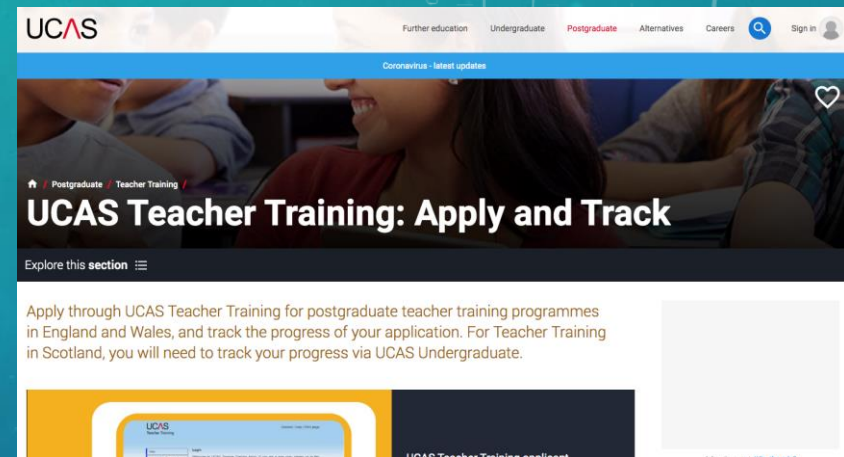 UCAS
Further education Undergraduate Postgraduate Alternatives Careers Sign in
Coronavirus - latest updates
/ Postgraduate / Teacher Training /
UCAS Teacher Training: Apply and Track
Explore this section
Apply through UCAS Teacher Training for postgraduate teacher training programmes
in England and Wales, and track the progress of your application. For Teacher Training
in Scotland, you will need to track your progress via UCAS Undergraduate.
UCAS
Teacher Training
UCAS Teacher Training applicant